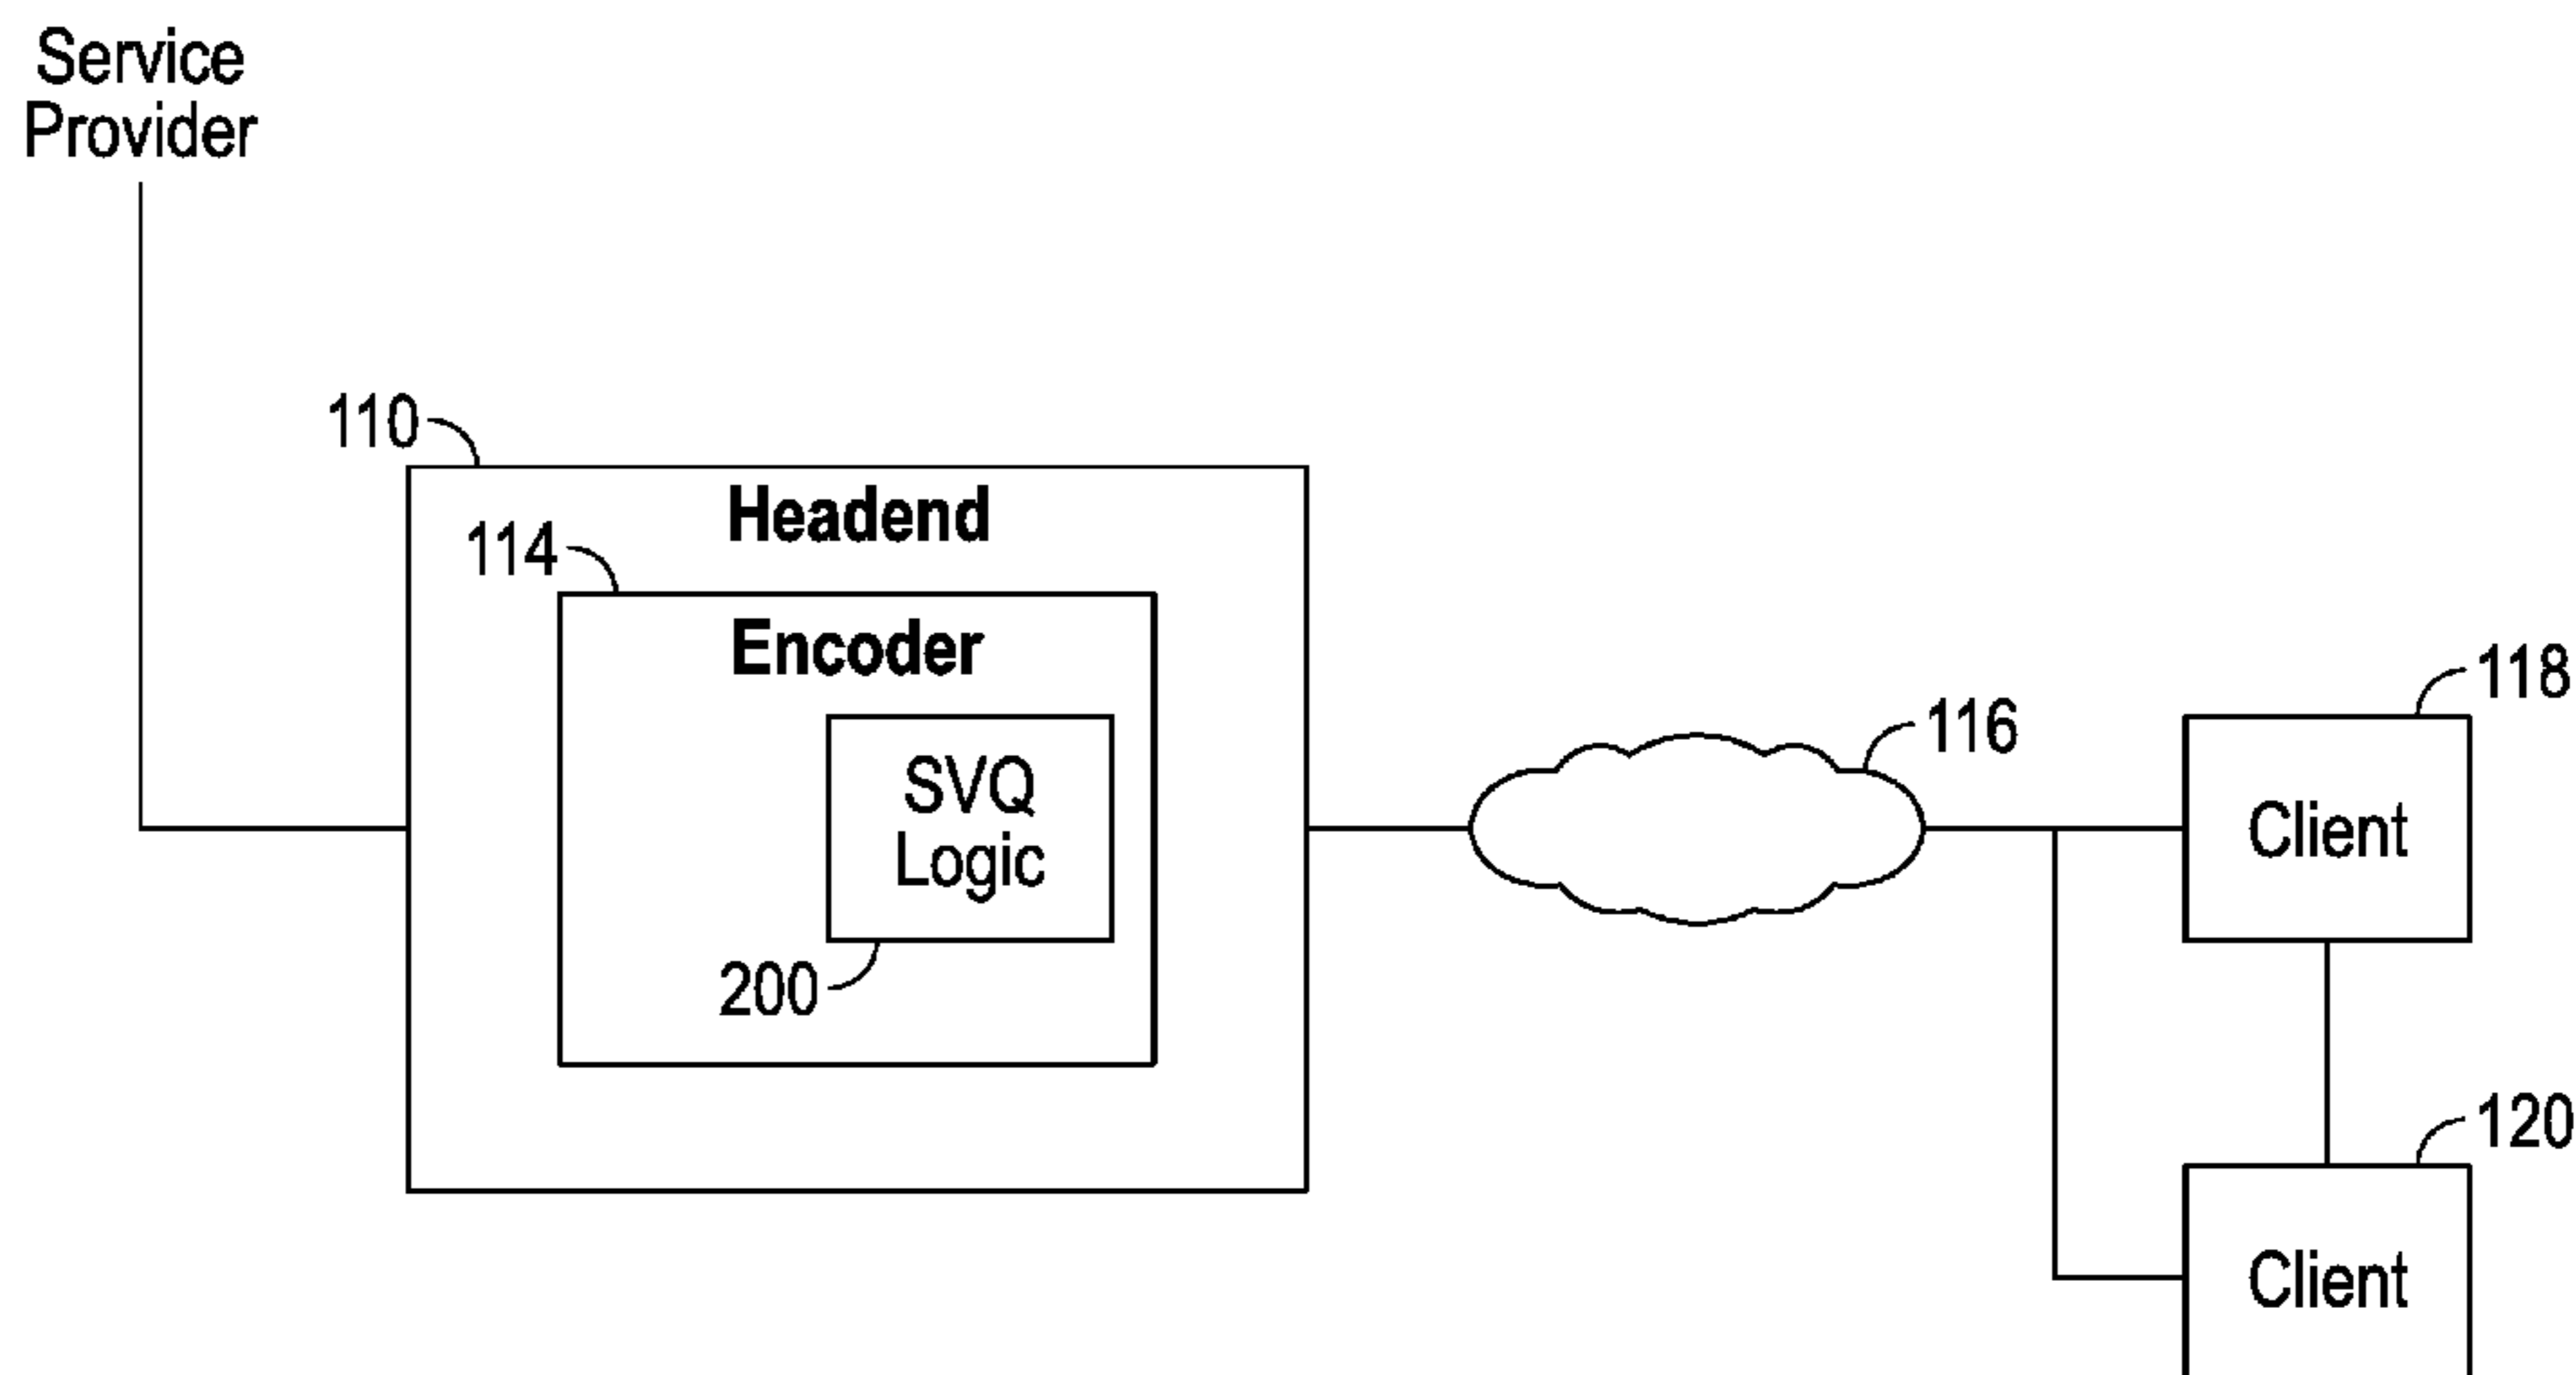 Service
Provider
110
Headend
114
Encoder
SVQ
Logic
200
116
118
Client
120
Client